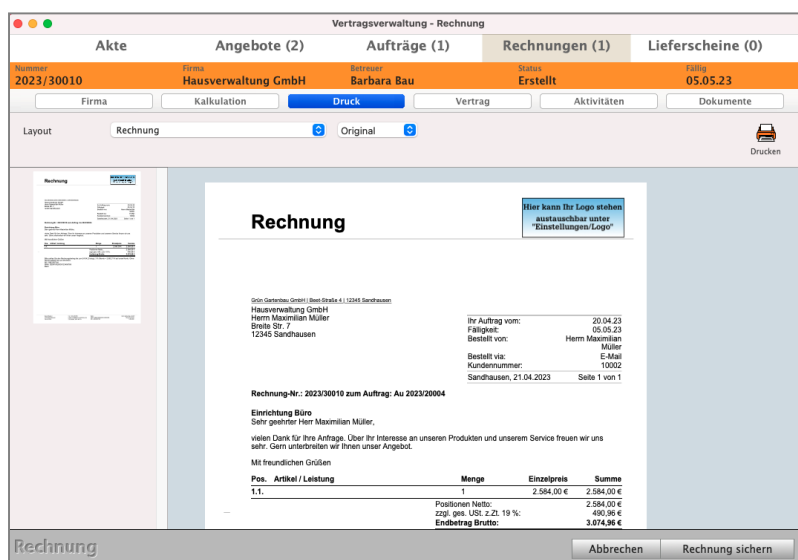 Vertragsverwaltung - Rechnung
Akte Angebote (2) Aufträge (1) Rechnungen (1) Lieferscheine (0)
Nummer Firma Betreuer Status Fällig
2023/30010 Hausverwaltung GmbH Barbara Bau Erstellt 05.05.23
Firma Kalkulation Druck Vertrag Aktivitäten Dokumente
Layout Rechnung Original
Drucken
Rechnung
Hier kann Ihr Logo stehen
austauschbar unter
"Einstellungen/Logo"
Rechnung
Grün Gartenbau GmbH | Beet-Straße 4 | 12345 Sandhausen
Hausverwaltung GmbH
Herrn Maximilian Müller
Breite Str. 7
12345 Sandhausen
Ihr Auftrag vom: 20.04.23
Fälligkeit: 05.05.23
Bestellt von: Herrn Maximilian
Müller
Bestellt via: E-Mail
Kundennummer: 10002
Sandhausen, 21.04.2023 Seite 1 von 1
Rechnung-Nr.: 2023/30010 zum Auftrag: Au 2023/20004
Einrichtung Büro
Sehr geehrter Herr Maximilian Müller,
vielen Dank für Ihre Anfrage. Über Ihr Interesse an unseren Produkten und unserem Service freuen wir uns
sehr. Gern unterbreiten wir Ihnen unser Angebot.
Mit freundlichen Grüßen
Pos. Artikel / Leistung Menge Einzelpreis Summe
1.1. 1 2.584,00 € 2.584,00 €
Positionen Netto: 2.584,00 €
zzgl. ges. USt. z.Zt. 19 %: 490,96 €
Endbetrag Brutto: 3.074,96 €
Rechnung
Abbrechen Rechnung sichern